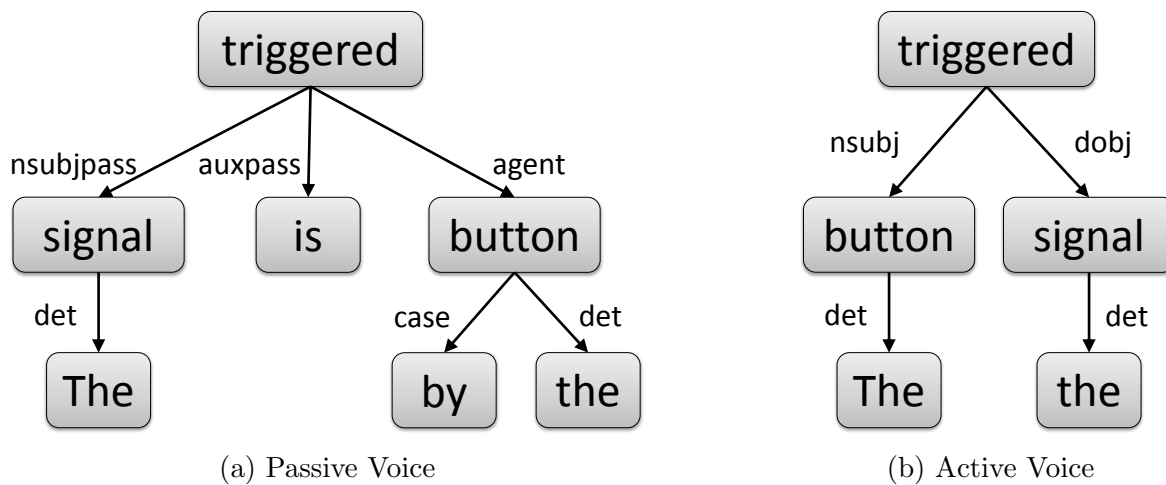 triggered
nsubjpass auxpass agent
signal is button
det case det
The by the
(a) Passive Voice
triggered
nsubj dobj
button signal
det det
The the
(b) Active Voice